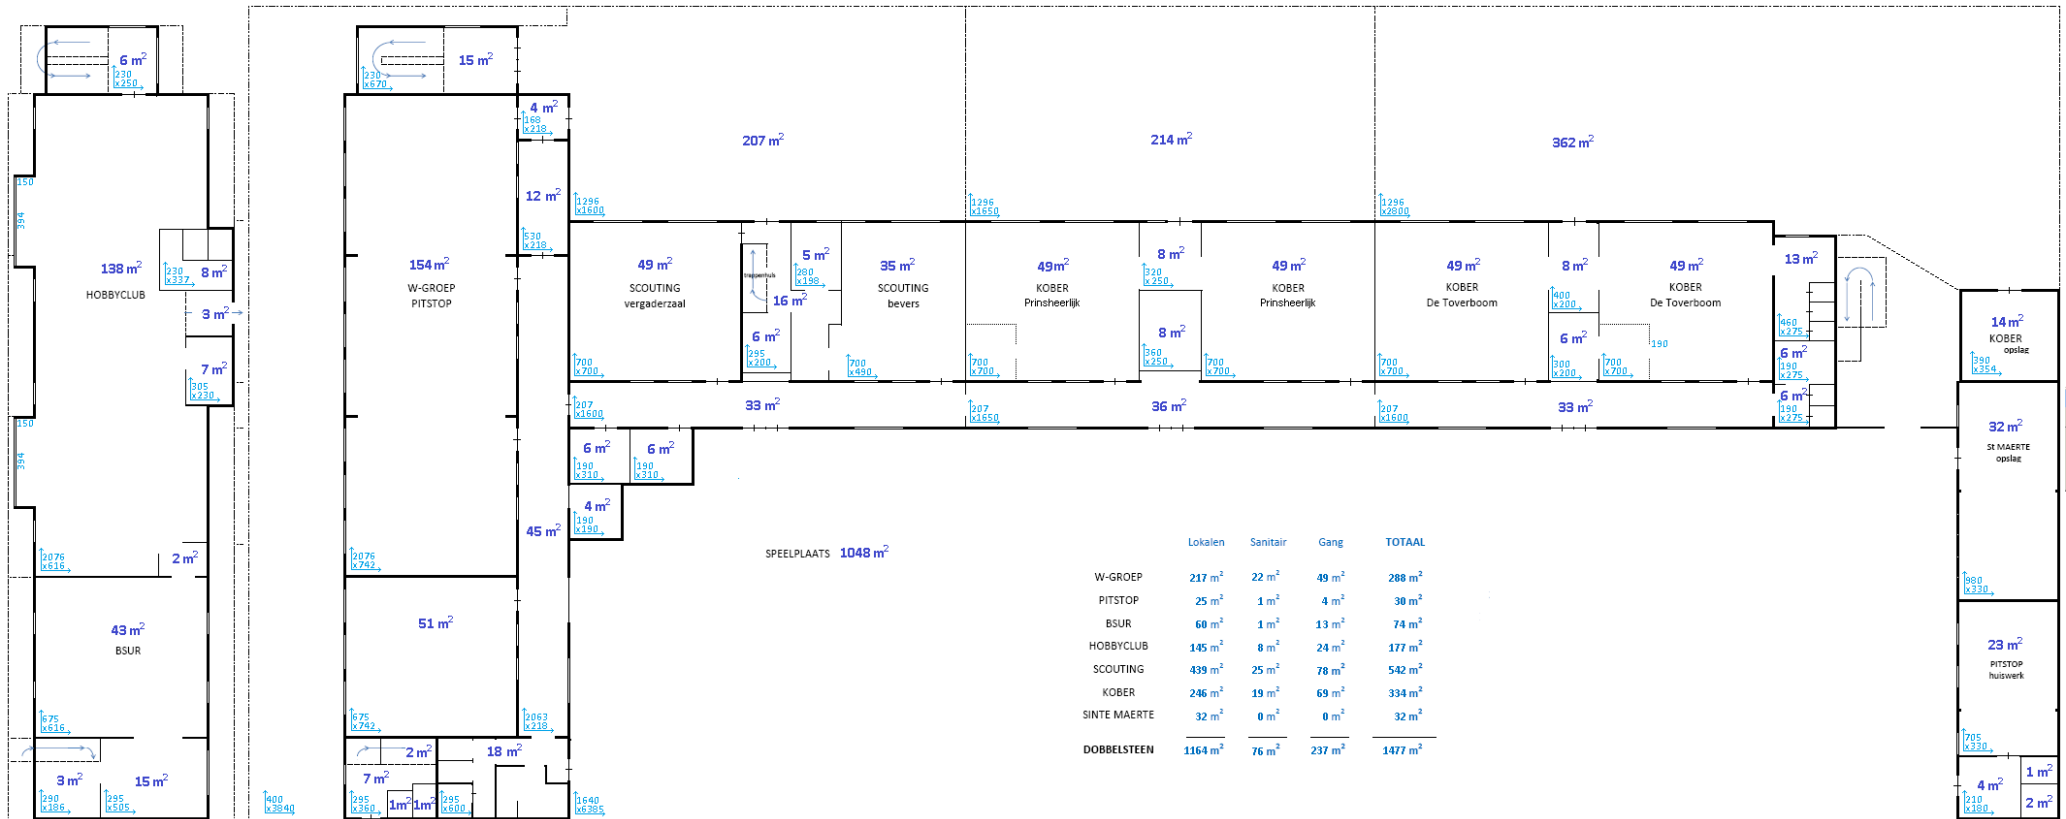 6 m²
230
x250
150
394
138 m²
HOBBYCLUB
230
x337
8 m²
3 m²
7 m²
305
x230
150
394
2076
x616
2 m²
43 m²
BSUR
675
x616
3 m²
290
x186
15 m²
295
x505
400
x3840
15 m²
230
x670
4 m²
168
x218
12 m²
530
x218
154 m²
W-GROEP
PITSTOP
2076
x742
45 m²
51 m²
675
x742
2063
x218
2 m²
7 m²
295
x360
1m²
1m²
18 m²
295
x600
1640
x6385
207 m²
1296
x1600
214 m²
1296
x1650
362 m²
1296
x2800
49 m²
SCOUTING
vergaderzaal
700
x700
trappenhuis
16 m²
6 m²
295
x200
5 m²
280
x198
35 m²
SCOUTING
bevers
700
x490
49m²
KOBER
Prinsheerlijk
700
x700
8 m²
320
x250
8 m²
360
x250
49 m²
KOBER
Prinsheerlijk
700
x700
49 m²
KOBER
De Toverboom
700
x700
8 m²
400
x200
6 m²
300
x200
49 m²
KOBER
De Toverboom
190
700
x700
13 m²
460
x275
6 m²
190
x275
6 m²
190
x275
33 m²
207
x1600
36 m²
207
x1650
33 m²
207
x1600
6 m²
190
x310
6 m²
190
x310
4 m²
190
x190
SPEELPLAATS 1048 m²
Lokalen Sanitair Gang TOTAAL
W-GROEP 217 m² 22 m² 49 m² 288 m²
PITSTOP 25 m² 1 m² 4 m² 30 m²
BSUR 60 m² 1 m² 13 m² 74 m²
HOBBYCLUB 145 m² 8 m² 24 m² 177 m²
SCOUTING 439 m² 25 m² 78 m² 542 m²
KOBER 246 m² 19 m² 69 m² 334 m²
SINTE MAERTE 32 m² 0 m² 0 m² 32 m²
DOBBELSTEEN 1164 m² 76 m² 237 m² 1477 m²
14 m²
KOBER
opslag
390
x354
32 m²
St MAERTE
opslag
980
x330
23 m²
PITSTOP
huiswerk
705
x330
4 m²
210
x180
1 m²
2 m²